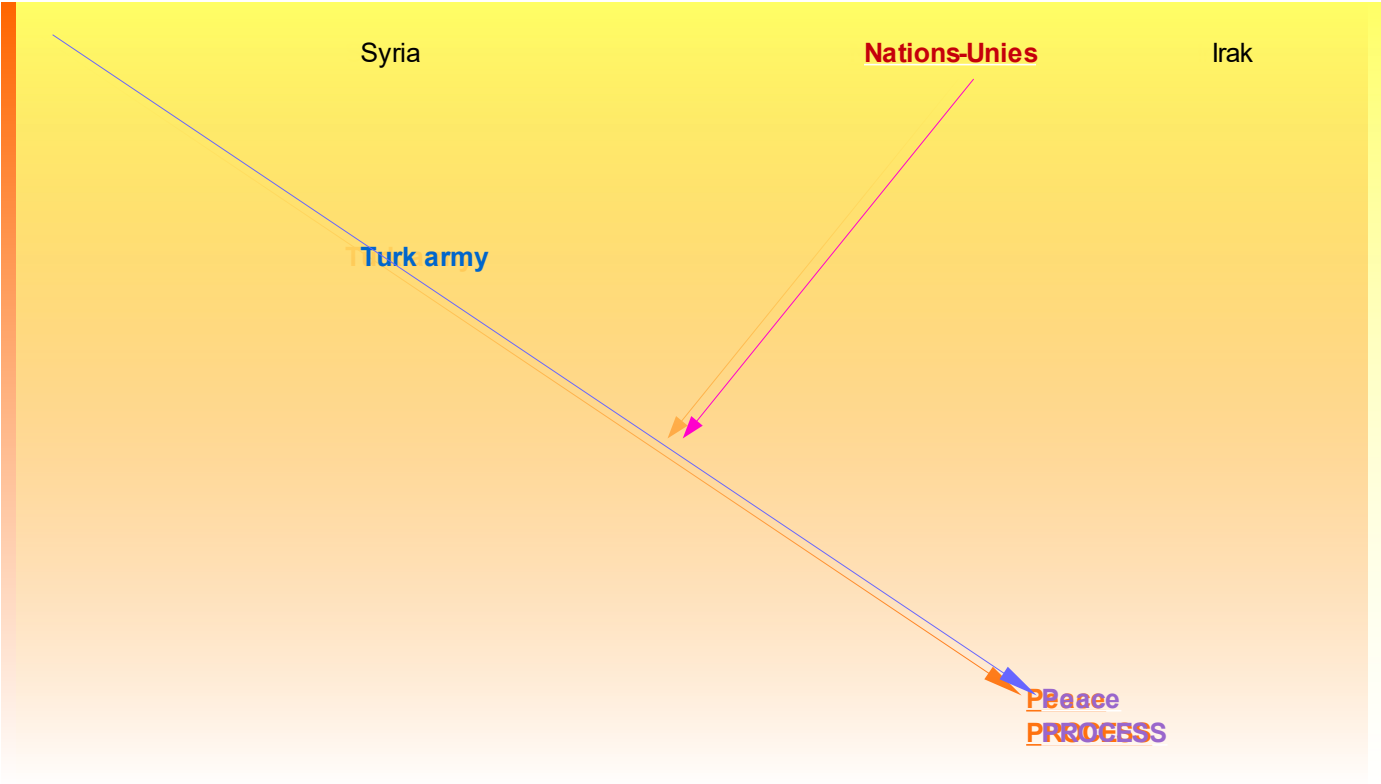 Syria
Nations-Unies
Irak
Turk army
Peace
PROCESS